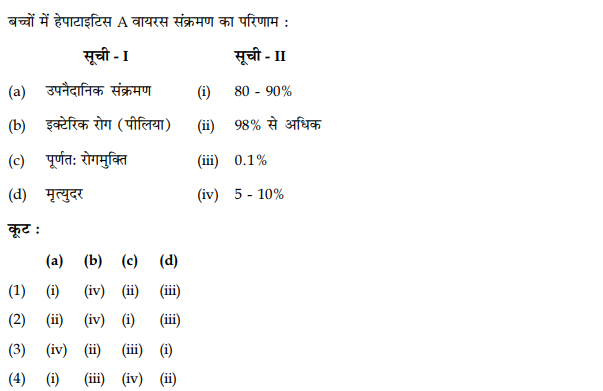 बच्चों में हेपाटाइटिस A वायरस संक्रमण का परिणाम :
सूची - I सूची - II
(a) उपनैदानिक संक्रमण (i) 80 - 90%
(b) इक्टेरिक रोग (पीलिया) (ii) 98% से अधिक
(c) पूर्णत: रोगमुक्ति (iii) 0.1%
(d) मृत्युदर (iv) 5 - 10%
कूट :
(a) (b) (c) (d)
(1) (i) (iv) (ii) (iii)
(2) (ii) (iv) (i) (iii)
(3) (iv) (ii) (iii) (i)
(4) (i) (iii) (iv) (ii)